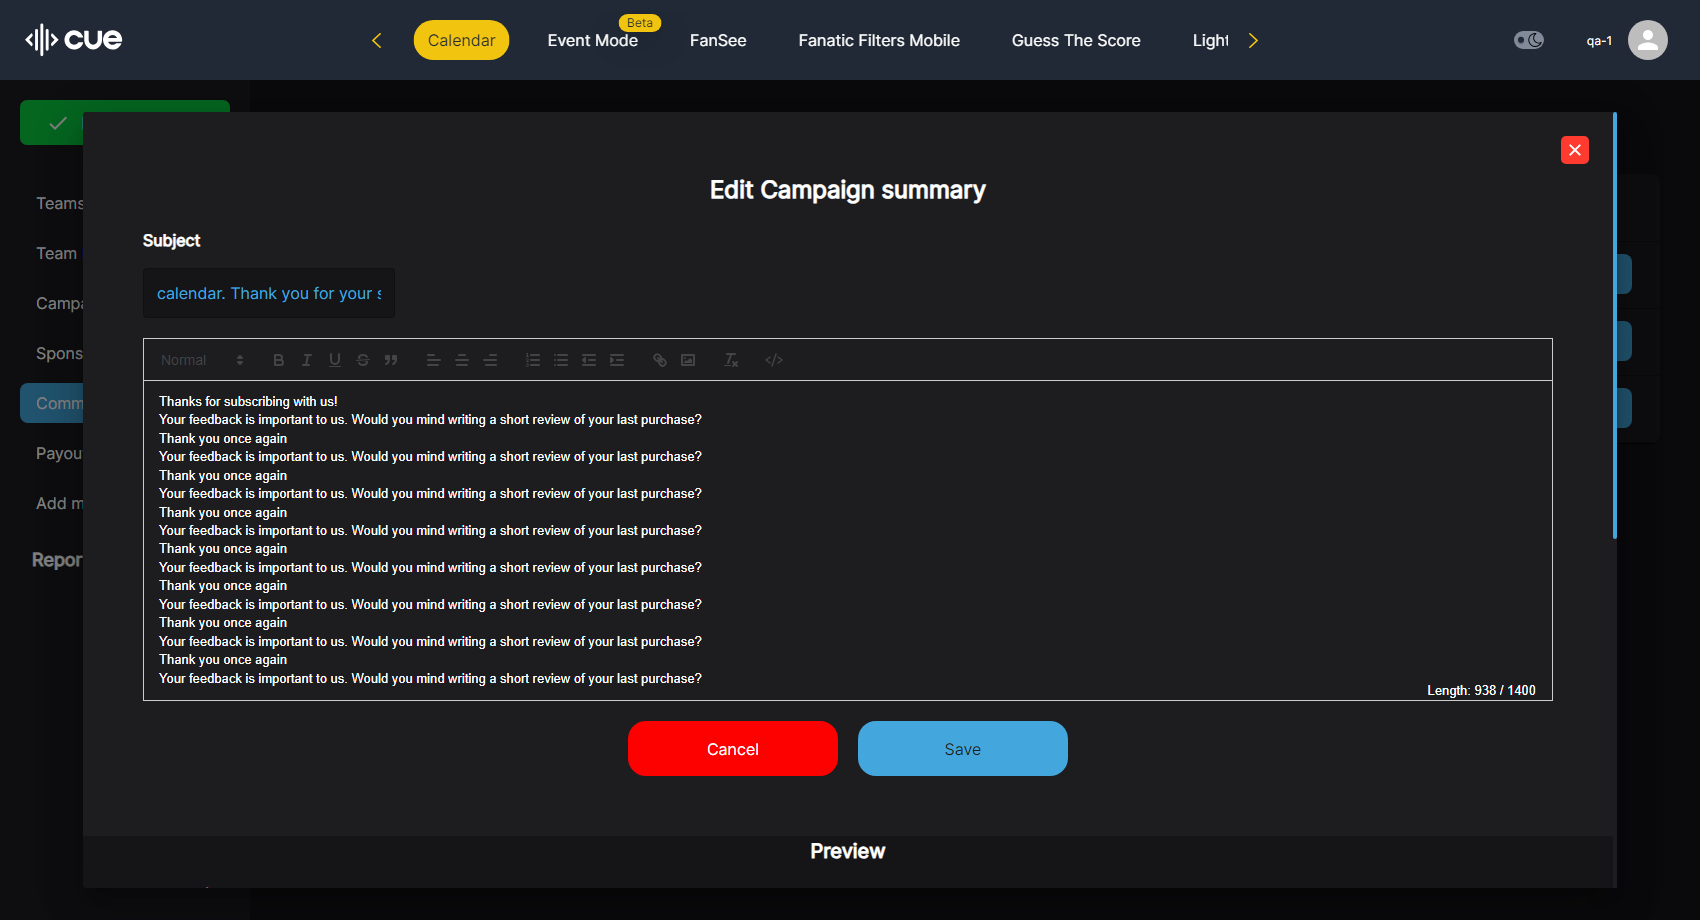 cue
Calendar
Event Mode
Beta
FanSee
Fanatic Filters Mobile
Guess The Score
Light
qa-1
Teams
Team
Campa
Spons
Comm
Payou
Add m
Repor
Edit Campaign summary
Subject
calendar. Thank you for your s
Normal
Thanks for subscribing with us!
Your feedback is important to us. Would you mind writing a short review of your last purchase?
Thank you once again
Your feedback is important to us. Would you mind writing a short review of your last purchase?
Thank you once again
Your feedback is important to us. Would you mind writing a short review of your last purchase?
Thank you once again
Your feedback is important to us. Would you mind writing a short review of your last purchase?
Thank you once again
Your feedback is important to us. Would you mind writing a short review of your last purchase?
Thank you once again
Your feedback is important to us. Would you mind writing a short review of your last purchase?
Thank you once again
Your feedback is important to us. Would you mind writing a short review of your last purchase?
Thank you once again
Your feedback is important to us. Would you mind writing a short review of your last purchase?
Length: 938 / 1400
Cancel
Save
Preview